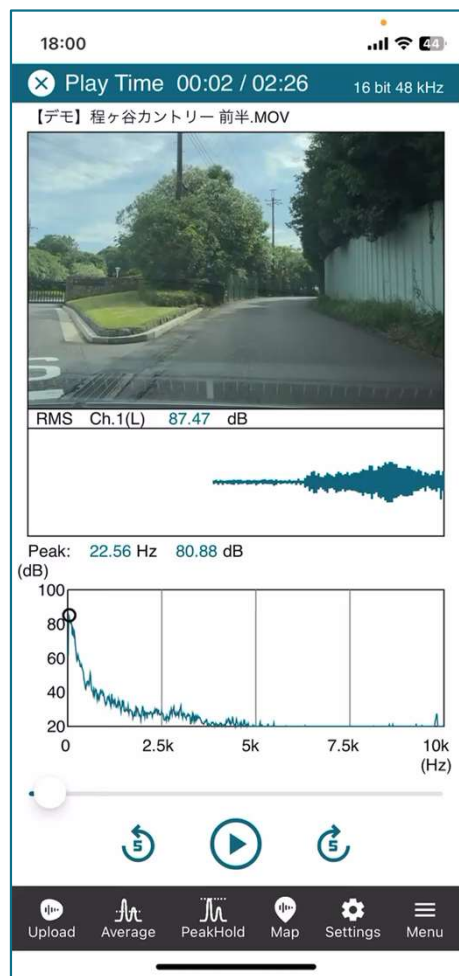 18:00
44
Play Time 00:02 / 02:26
16 bit 48 kHz
【デモ】程ヶ谷カントリー 前半.MOV
RMS Ch.1(L) 87.47 dB
Peak: 22.56 Hz 80.88 dB
(dB)
100
80
60
40
20
0 2.5k 5k 7.5k 10k
(Hz)
5 5
Upload Average PeakHold Map Settings Menu